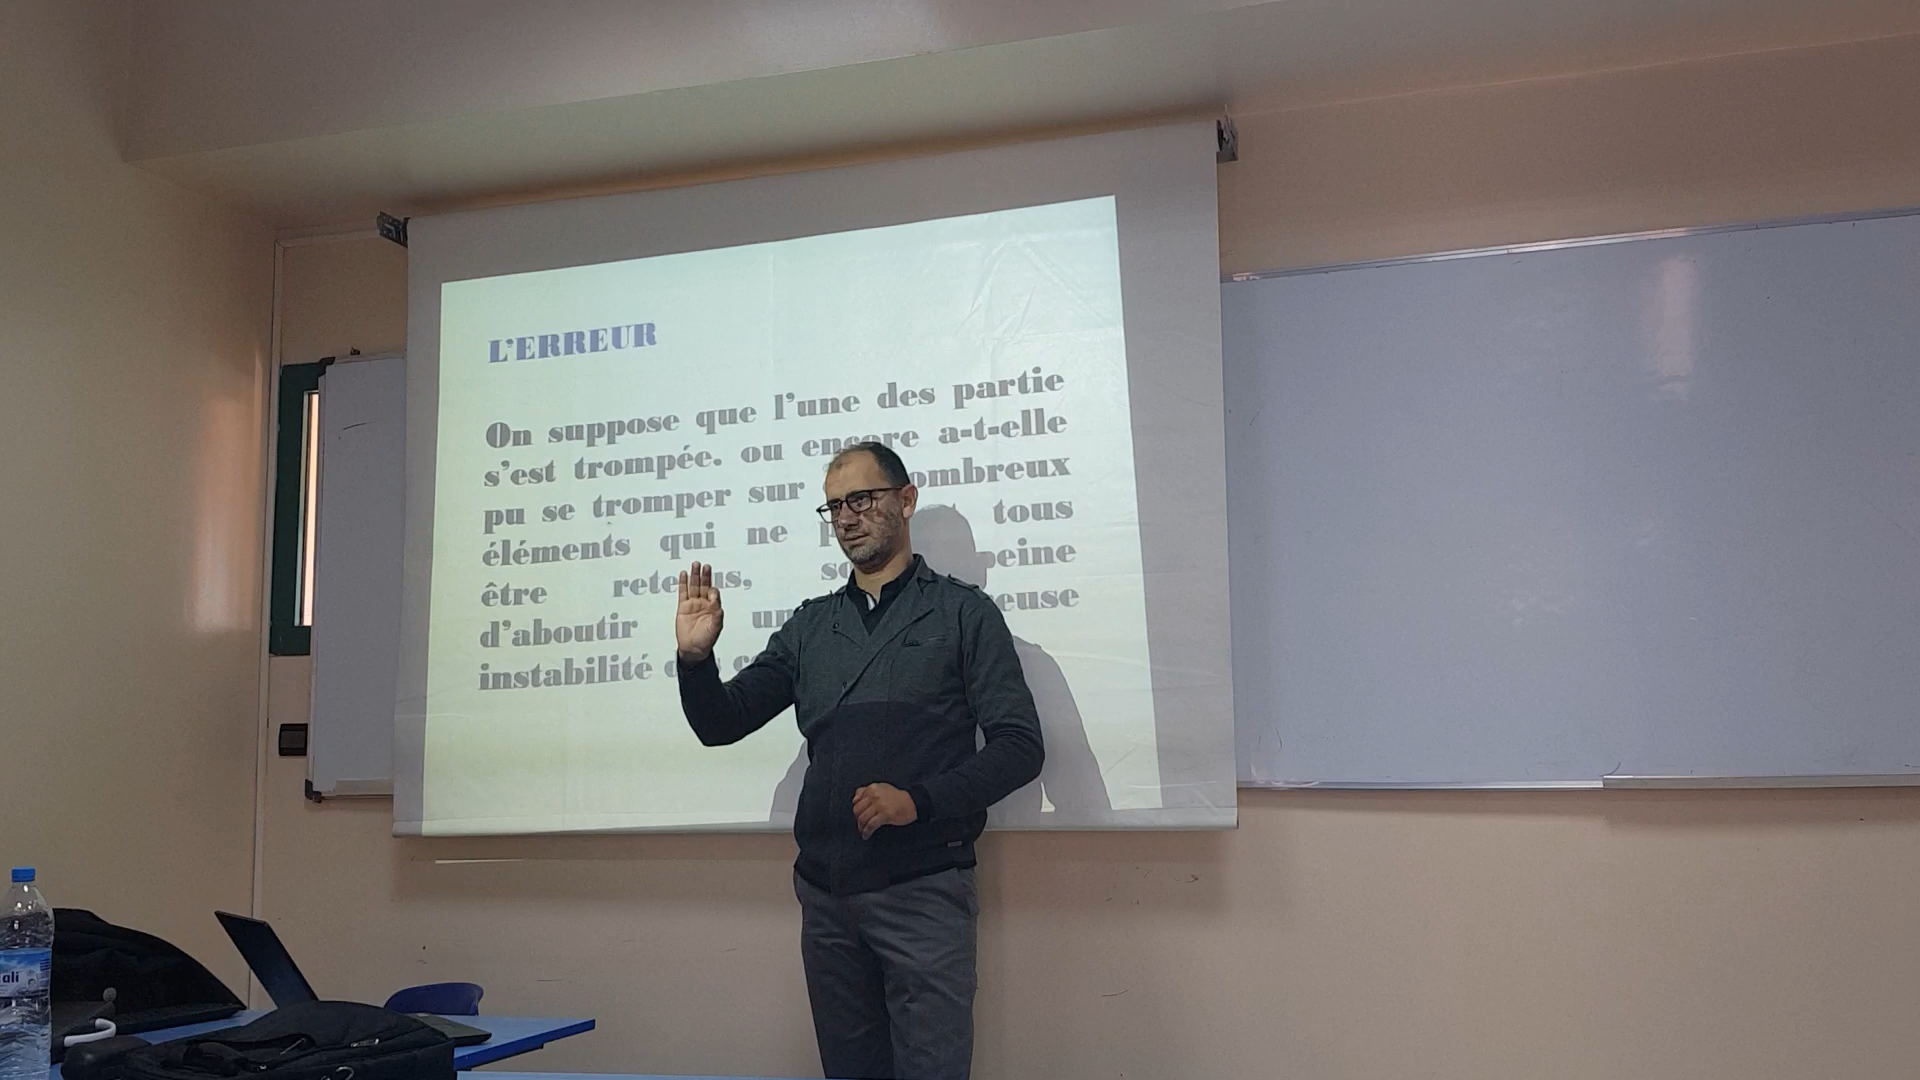 L'ERREUR
On suppose que l'une des partie
s'est trompée. ou encore a-t-elle
pu se tromper sur
éléments qui ne tous
être
d'aboutir
instabilité
ali